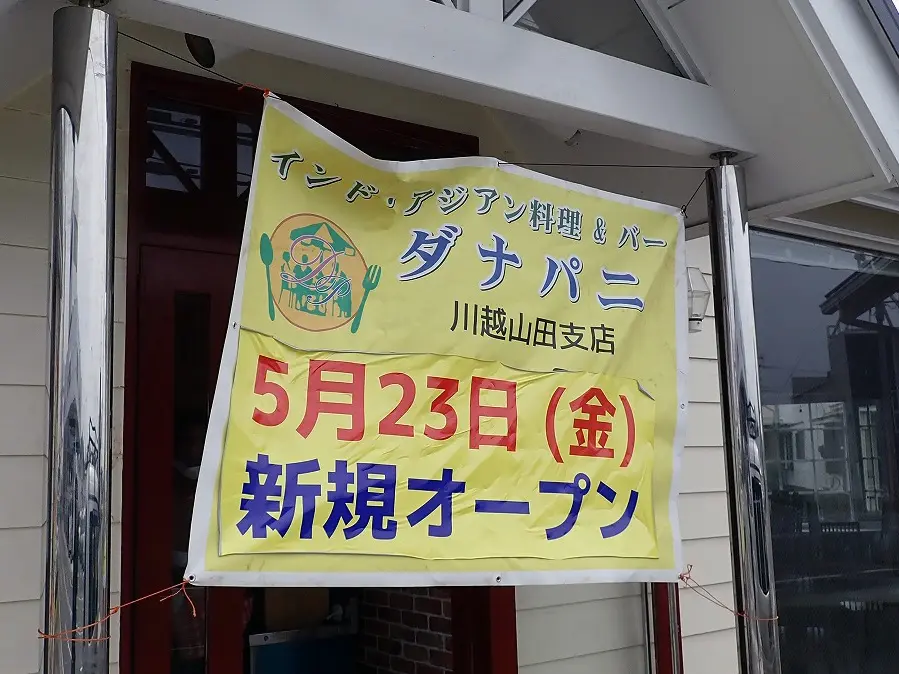 インド・アジアン料理 & バー
ダナパニ
川越山田支店
5月23日(金)
新規オープン